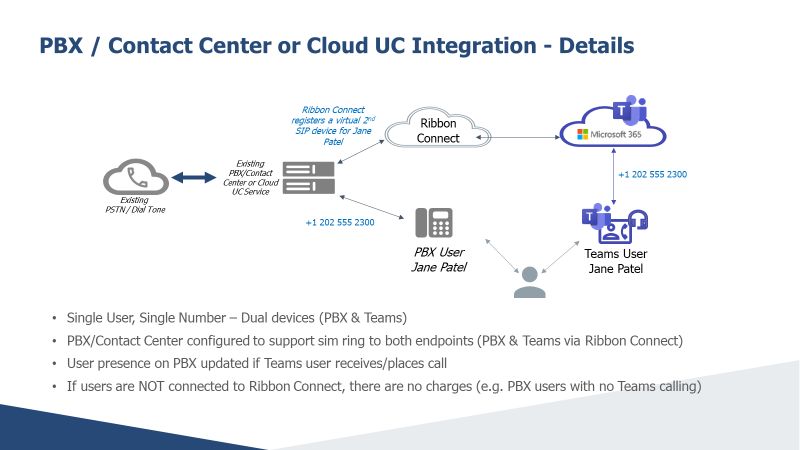 PBX / Contact Center or Cloud UC Integration - Details
Ribbon Connect
registers a virtual 2nd
SIP device for Jane
Patel
Ribbon
Connect
Microsoft 365
Existing
PBX/Contact
Center or Cloud
UC Service
Existing
PSTN / Dial Tone
+1 202 555 2300
+1 202 555 2300
PBX User
Jane Patel
Teams User
Jane Patel
• Single User, Single Number – Dual devices (PBX & Teams)
• PBX/Contact Center configured to support sim ring to both endpoints (PBX & Teams via Ribbon Connect)
• User presence on PBX updated if Teams user receives/places call
• If users are NOT connected to Ribbon Connect, there are no charges (e.g. PBX users with no Teams calling)